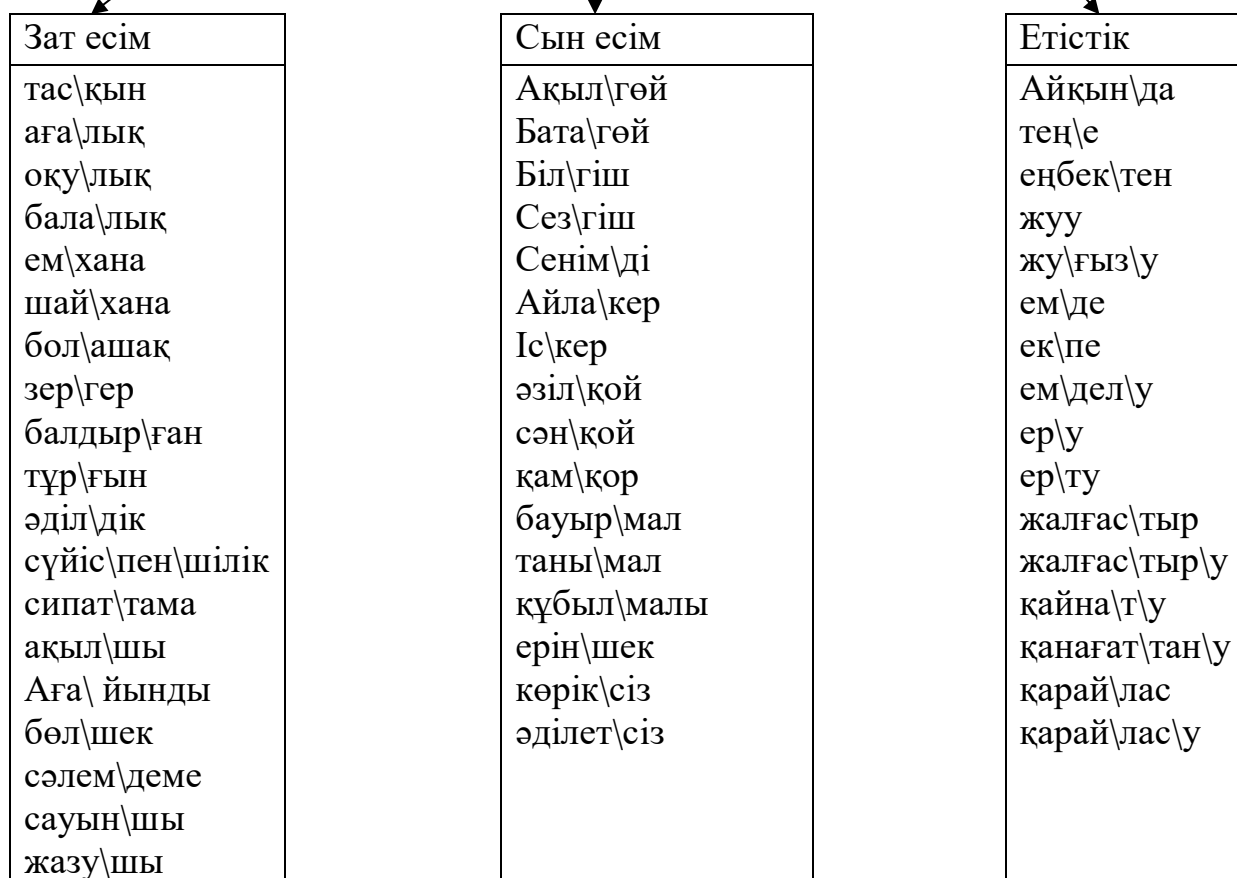 Зат есім
тас\қын
аға\лық
оқу\лық
бала\лық
ем\хана
шай\хана
бол\ашақ
зер\гер
балдыр\ған
тұр\ғын
әділ\дік
сүйіс\пен\шілік
сипат\тама
ақыл\шы
Аға\ йынды
бөл\шек
сәлем\деме
сауын\шы
жазу\шы
Сын есім
Ақыл\гөй
Бата\гөй
Біл\гіш
Сез\гіш
Сенім\ді
Айла\кер
Іс\кер
әзіл\қой
сән\қой
қам\қор
бауыр\мал
таны\мал
құбыл\малы
ерін\шек
көрік\сіз
әділет\сіз
Етістік
Айқын\да
тең\е
еңбек\тен
жуу
жу\ғыз\у
ем\де
ек\пе
ем\дел\у
ер\у
ер\ту
жалғас\тыр
жалғас\тыр\у
қайна\т\у
қанағат\тан\у
қарай\лас
қарай\лас\у